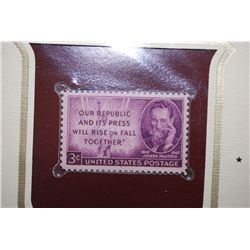 "OUR REPUBLIC
AND ITS PRESS
WILL RISE OR FALL
TOGETHER"
1847 1947
JOSEPH PULITZER
3¢ UNITED STATES POSTAGE